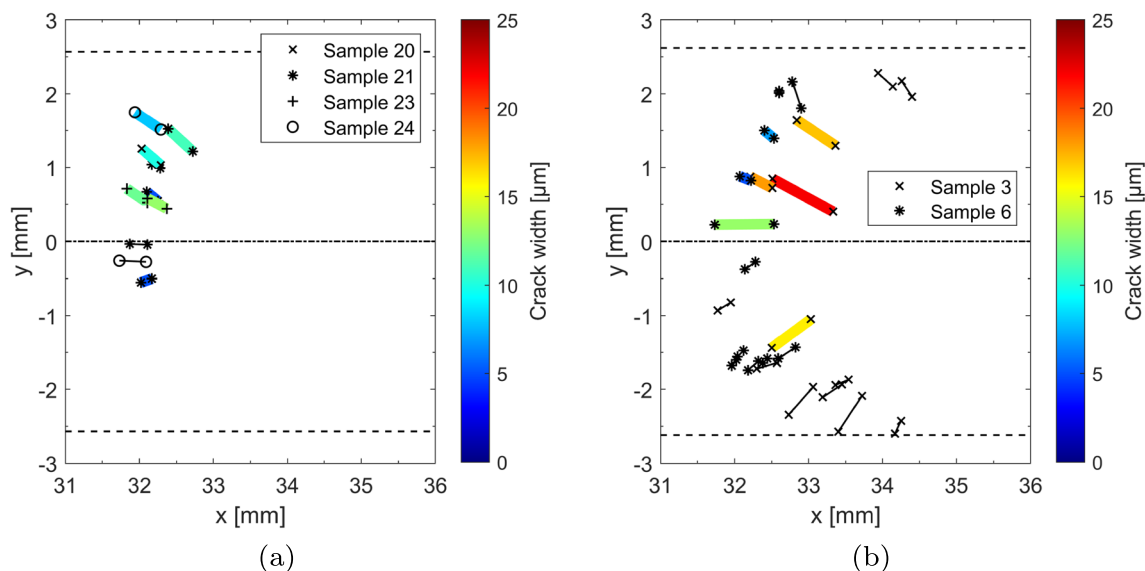 3
2
1
0
-1
-2
-3
y [mm]
31 32 33 34 35 36
x [mm]
Sample 20
Sample 21
Sample 23
Sample 24
25
20
15
10
5
0
Crack width [µm]
(a)
3
2
1
0
-1
-2
-3
y [mm]
31 32 33 34 35 36
x [mm]
Sample 3
Sample 6
25
20
15
10
5
0
Crack width [µm]
(b)